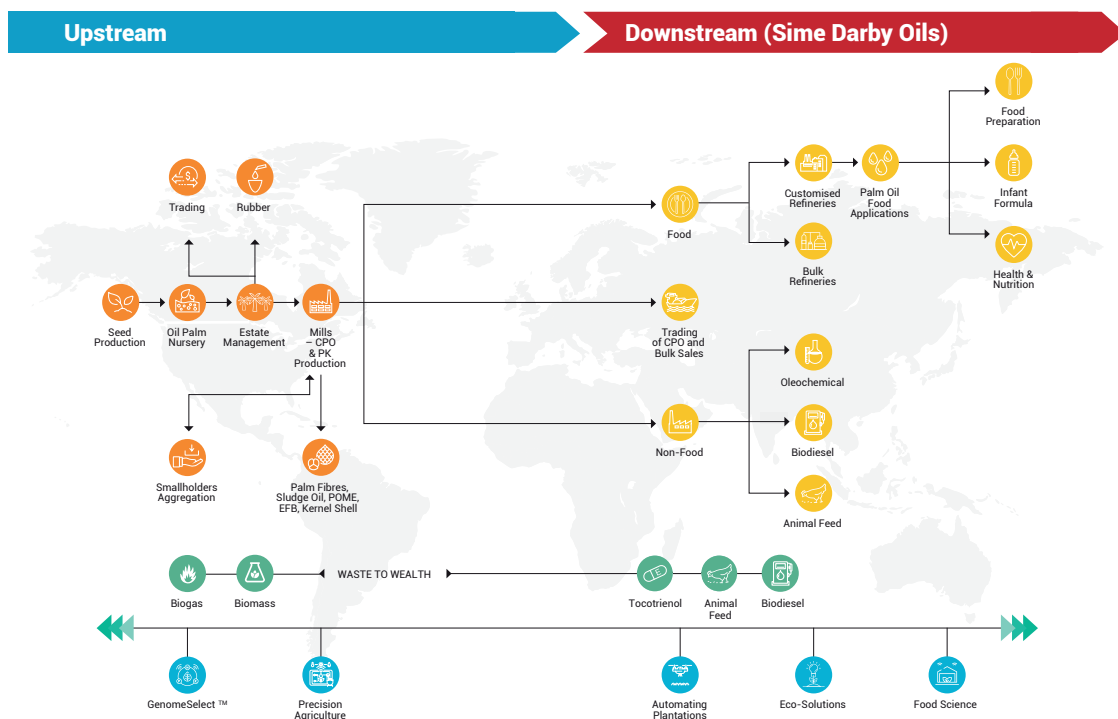 Upstream
Downstream (Sime Darby Oils)
Food
Preparation
Trading
Rubber
Customised
Refineries
Palm Oil
Food
Applications
Infant
Formula
Food
Bulk
Refineries
Health &
Nutrition
Seed
Production
Oil Palm
Nursery
Estate
Management
Mills
– CPO
& PK
Production
Trading
of CPO and
Bulk Sales
Oleochemical
Non-Food
Biodiesel
Smallholders
Aggregation
Palm Fibres,
Sludge Oil, POME,
EFB, Kernel Shell
Animal Feed
WASTE TO WEALTH
E
Biogas
Biomass
Tocotrienol
Animal
Feed
Biodiesel
GenomeSelect ™
Precision
Agriculture
Automating
Plantations
Eco-Solutions
Food Science